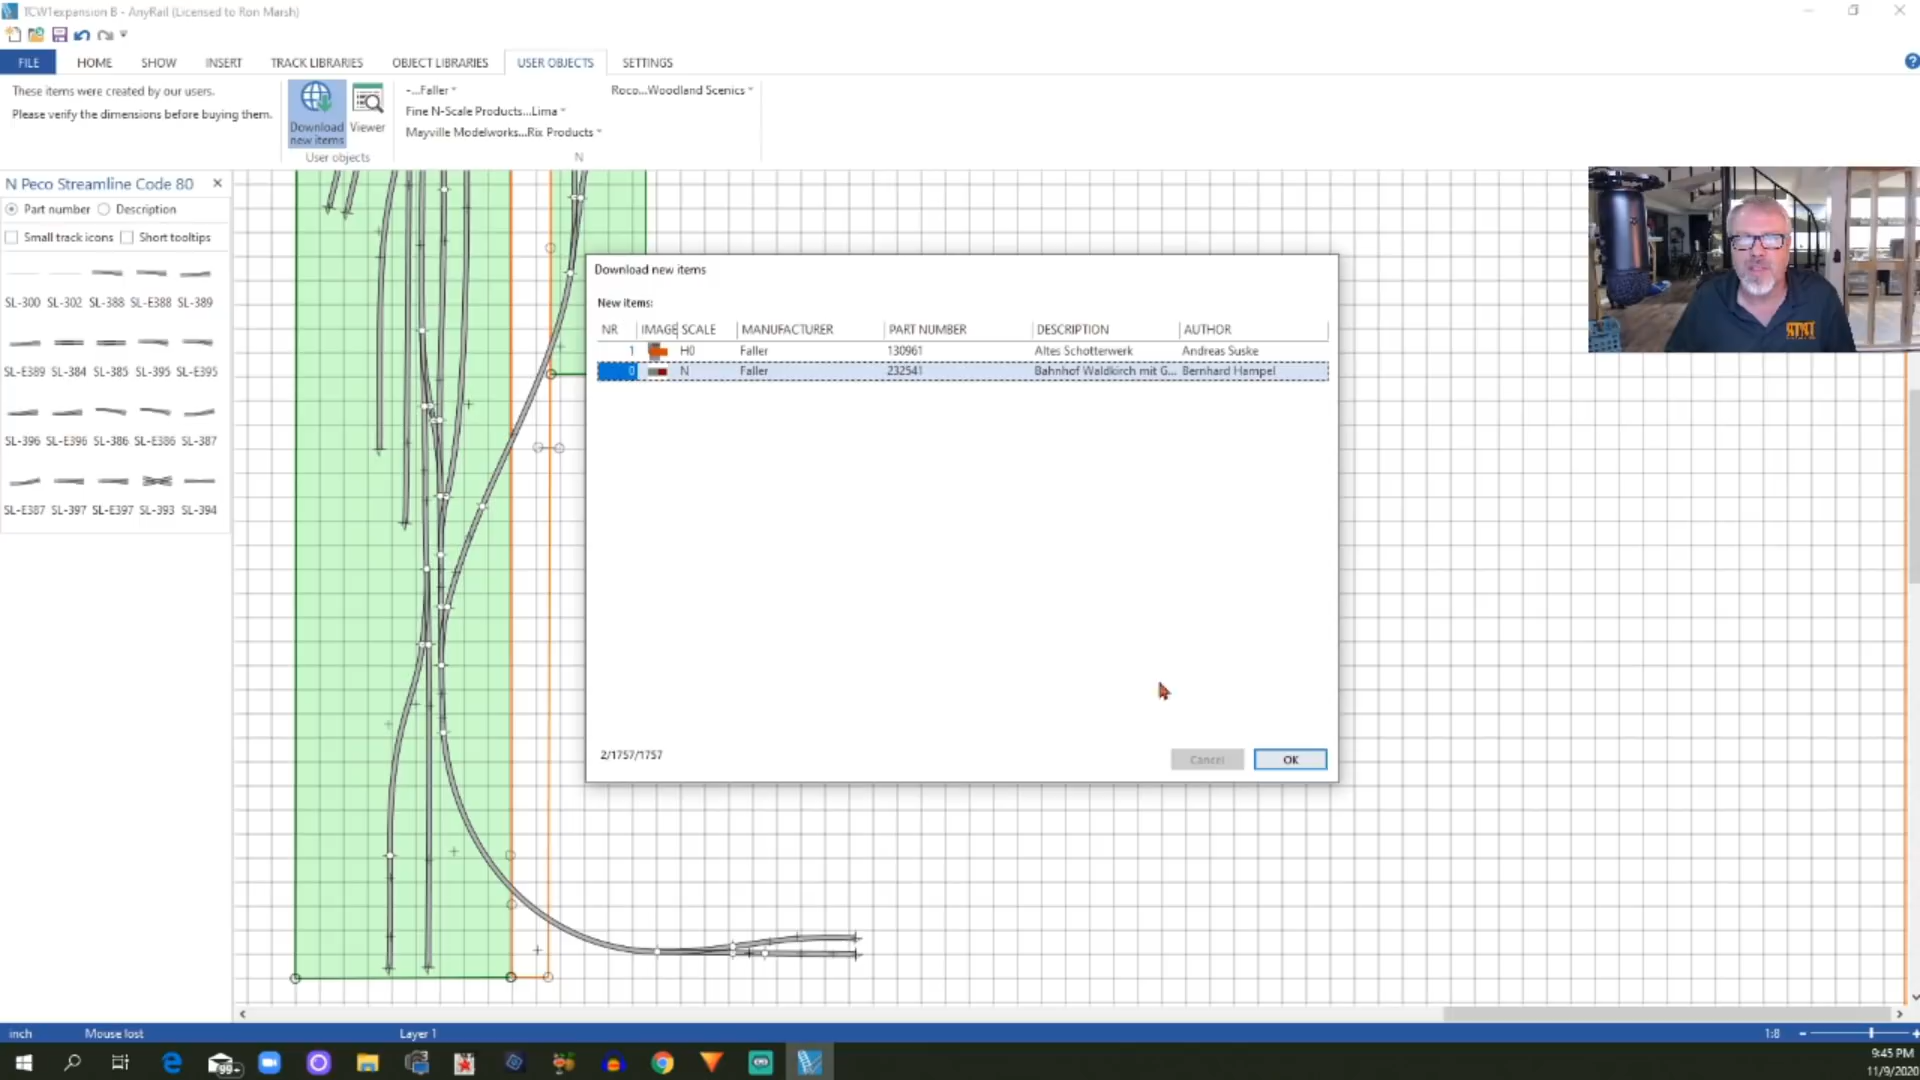 TCW1expansion B - AnyRail (Licensed to Ron Marsh)
FILE HOME SHOW INSERT TRACK LIBRARIES OBJECT LIBRARIES USER OBJECTS SETTINGS
These items were created by our users.
Please verify the dimensions before buying them.
Download
new items
Viewer
User objects
-...Faller
Fine N-Scale Products...Lima
Mayville Modelworks...Rix Products
Roco...Woodland Scenics
N
N Peco Streamline Code 80
Part number Description
Small track icons Short tooltips
SL-300 SL-302 SL-388 SL-E388 SL-389
SL-E389 SL-384 SL-385 SL-395 SL-E395
SL-396 SL-E396 SL-386 SL-E386 SL-387
SL-E387 SL-397 SL-E397 SL-393 SL-394
Download new items
New items:
NR IMAGE SCALE MANUFACTURER PART NUMBER DESCRIPTION AUTHOR
1 H0 Faller 130961 Altes Schotterwerk Andreas Suske
0 N Faller 232541 Bahnhof Waldkirch mit G... Bernhard Hampel
2/1757/1757
Cancel OK
inch Mouse lost Layer 1 1:8
99+
9:45 PM
11/9/2020